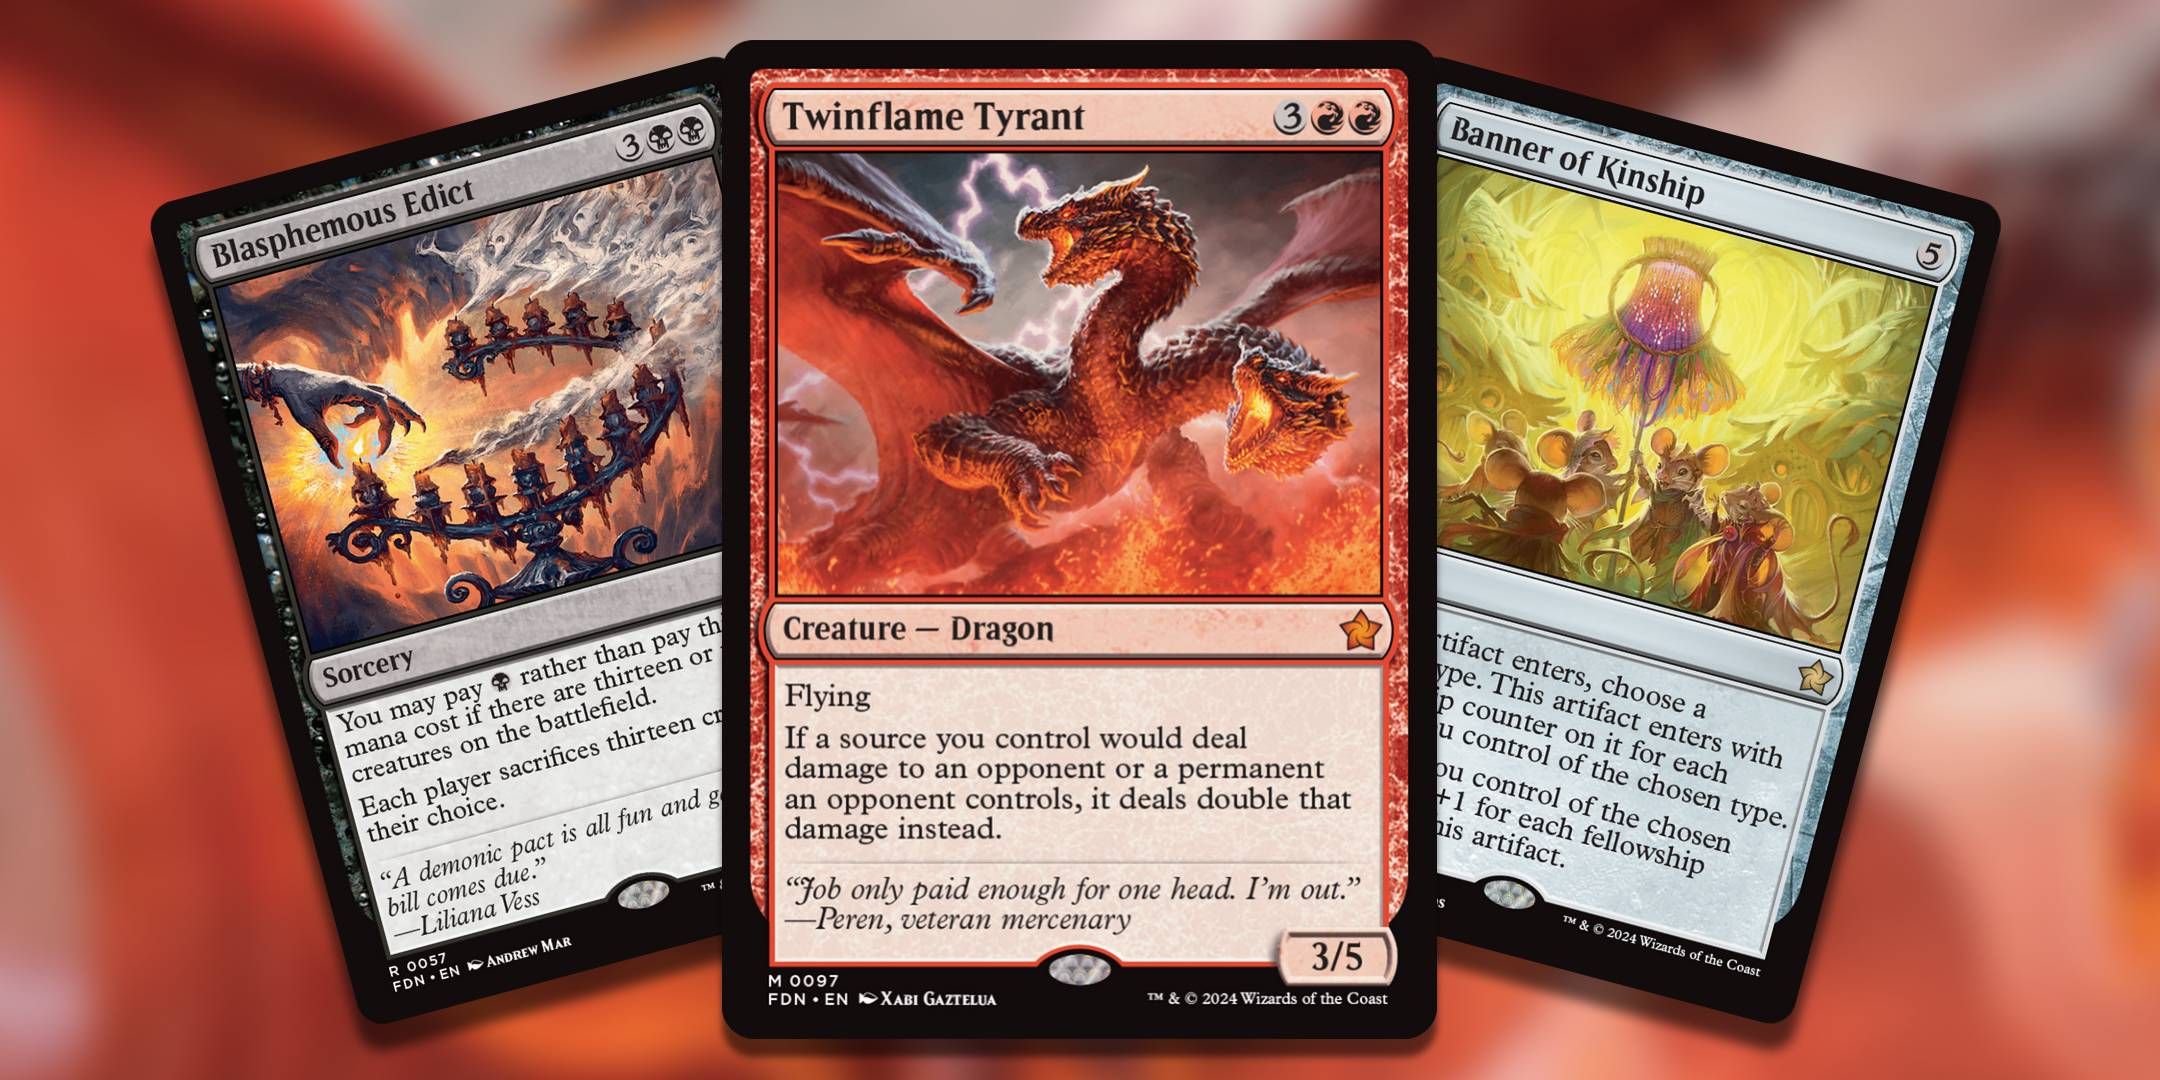 Blasphemous Edict
3
Sorcery
You may pay rather than pay
mana cost if there are thirteen or
creatures on the battlefield.
Each player sacrifices thirteen
their choice.
“A demonic pact is all fun and
bill comes due.”
—Liliana Vess
R 0057
FDN • EN ANDREW MAR
™
Twinflame Tyrant
3
Creature — Dragon
Flying
If a source you control would deal
damage to an opponent or a permanent
an opponent controls, it deals double that
damage instead.
“Job only paid enough for one head. I’m out.”
—Peren, veteran mercenary
3/5
M 0097
FDN • EN XABI GAZTELUA
™ & © 2024 Wizards of the Coast
Banner of Kinship
5
enters, choose a
This artifact enters with
counter on it for each
control of the chosen type.
control of the chosen
+1 for each fellowship
artifact.
™ & © 2024 Wizards of the Coast